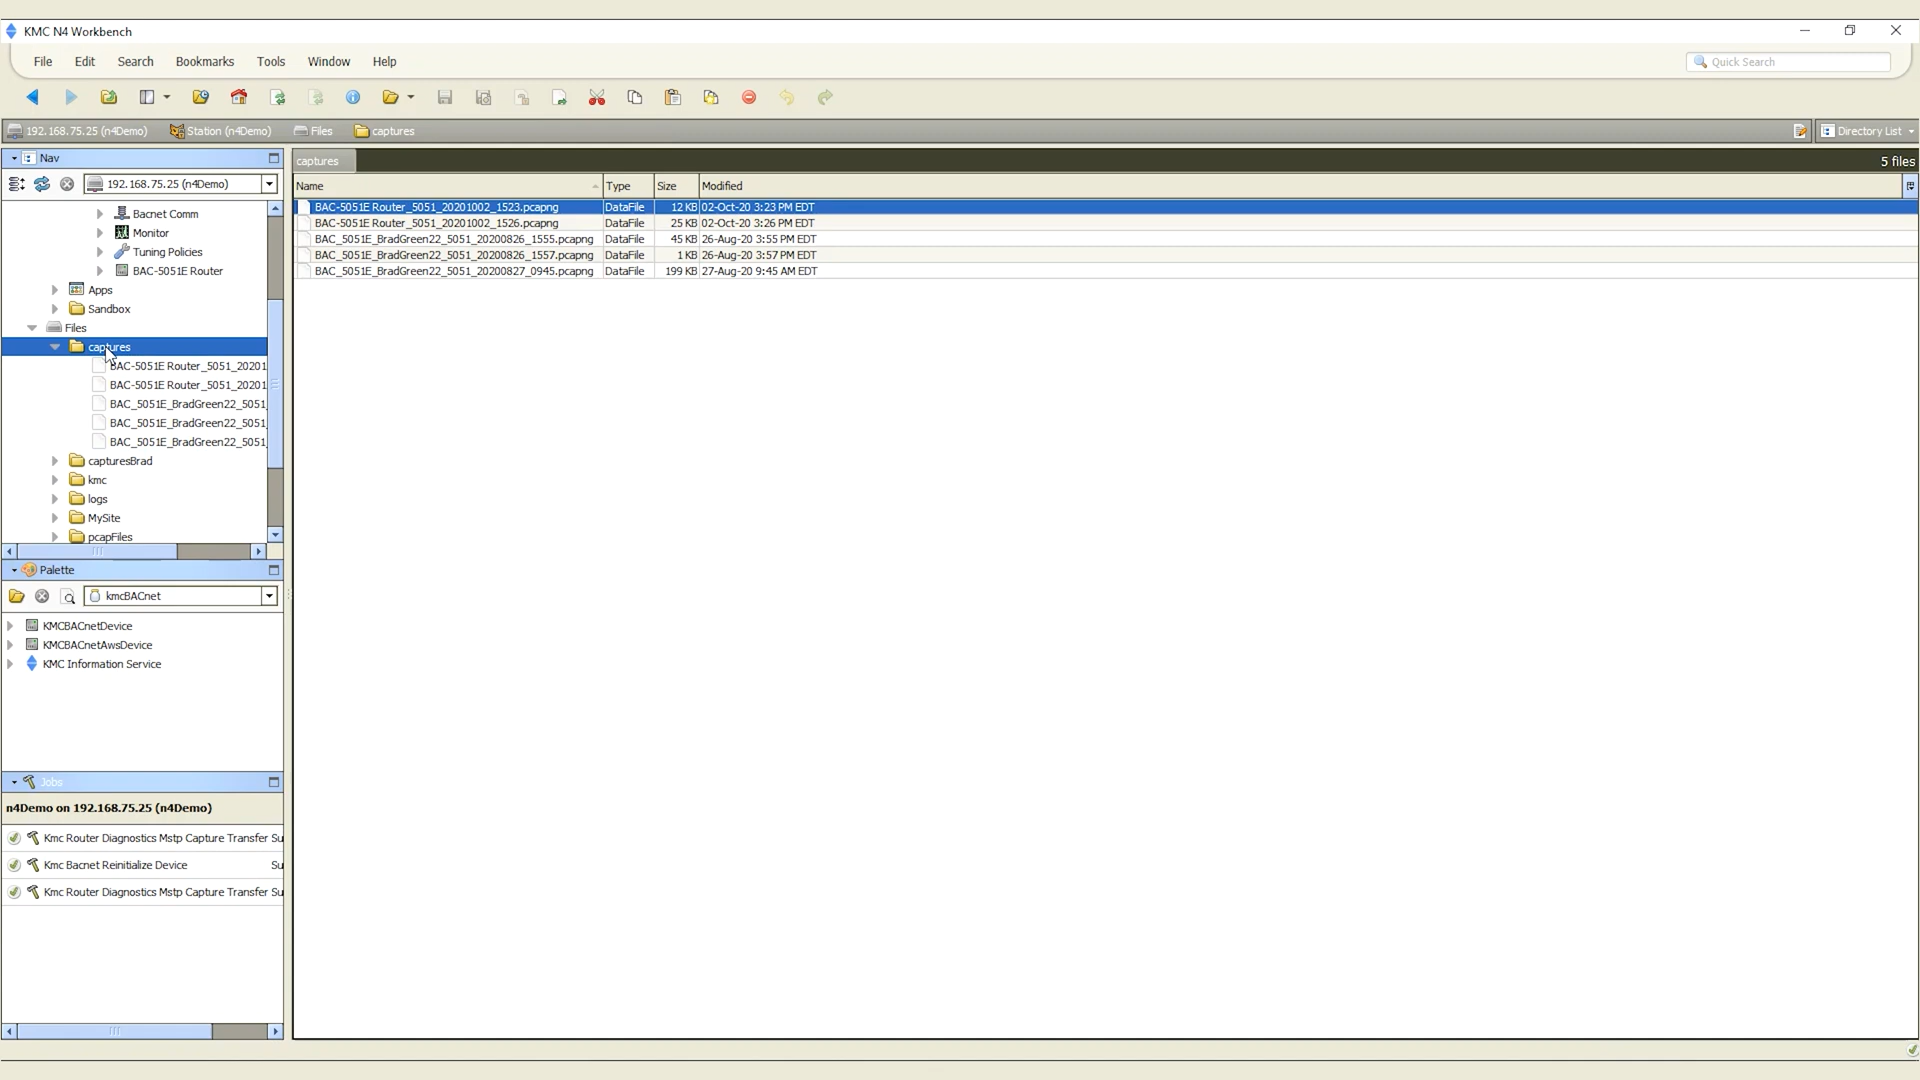 KMC N4 Workbench
File Edit Search Bookmarks Tools Window Help
Quick Search
192.168.75.25 (n4Demo) Station (n4Demo) Files captures
Directory List
Nav
captures
5 files
192.168.75.25 (n4Demo)
Name Type Size Modified
BAC-5051E Router_5051_20201002_1523.pcapng DataFile 12 KB 02-Oct-20 3:23 PM EDT
BAC-5051E Router_5051_20201002_1526.pcapng DataFile 25 KB 02-Oct-20 3:26 PM EDT
BAC_5051E_BradGreen22_5051_20200826_1555.pcapng DataFile 45 KB 26-Aug-20 3:55 PM EDT
BAC_5051E_BradGreen22_5051_20200826_1557.pcapng DataFile 1 KB 26-Aug-20 3:57 PM EDT
BAC_5051E_BradGreen22_5051_20200827_0945.pcapng DataFile 199 KB 27-Aug-20 9:45 AM EDT
Bacnet Comm
Monitor
Tuning Policies
BAC-5051E Router
Apps
Sandbox
Files
captures
BAC-5051E Router_5051_20201
BAC-5051E Router_5051_20201
BAC_5051E_BradGreen22_5051_
BAC_5051E_BradGreen22_5051_
BAC_5051E_BradGreen22_5051_
capturesBrad
kmc
logs
MySite
pcapFiles
Palette
kmcBACnet
KMCBACnetDevice
KMCBACnetAwsDevice
KMC Information Service
Jobs
n4Demo on 192.168.75.25 (n4Demo)
Kmc Router Diagnostics Mstp Capture Transfer Su
Kmc Bacnet Reinitialize Device Su
Kmc Router Diagnostics Mstp Capture Transfer Su